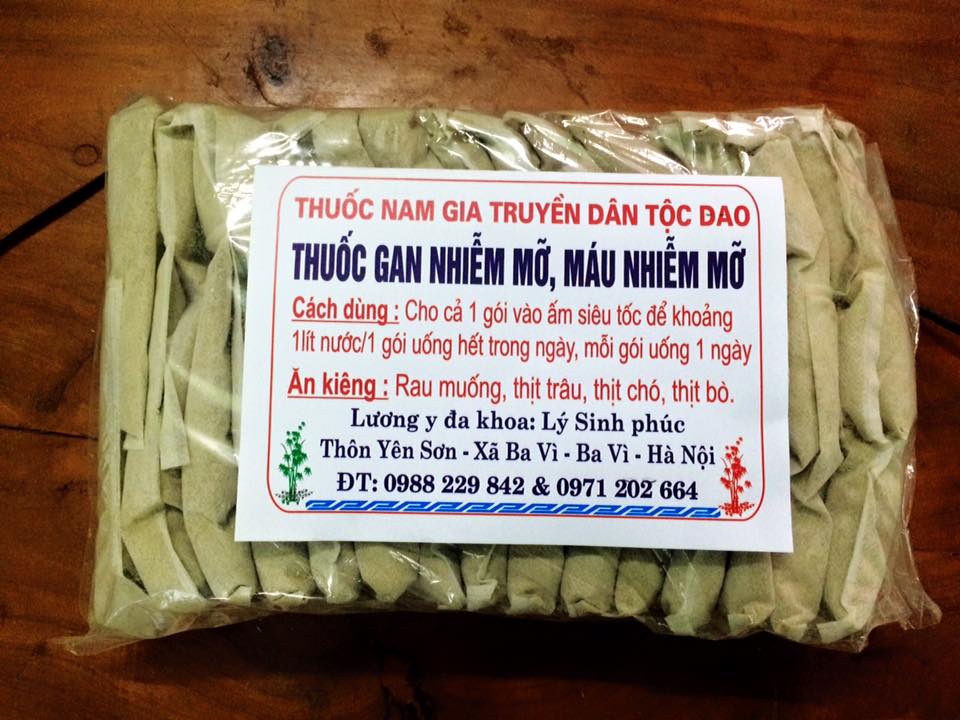 THUỐC NAM GIA TRUYỀN DÂN TỘC DAO
THUỐC GAN NHIỄM MỠ, MÁU NHIỄM MỠ
Cách dùng : Cho cả 1 gói vào ấm siêu tốc để khoảng
1lít nước/1 gói uống hết trong ngày, mỗi gói uống 1 ngày
Ăn kiêng : Rau muống, thịt trâu, thịt chó, thịt bò.
Lương y đa khoa: Lý Sinh phúc
Thôn Yên Sơn - Xã Ba Vì - Ba Vì - Hà Nội
ĐT: 0988 229 842 & 0971 202 664